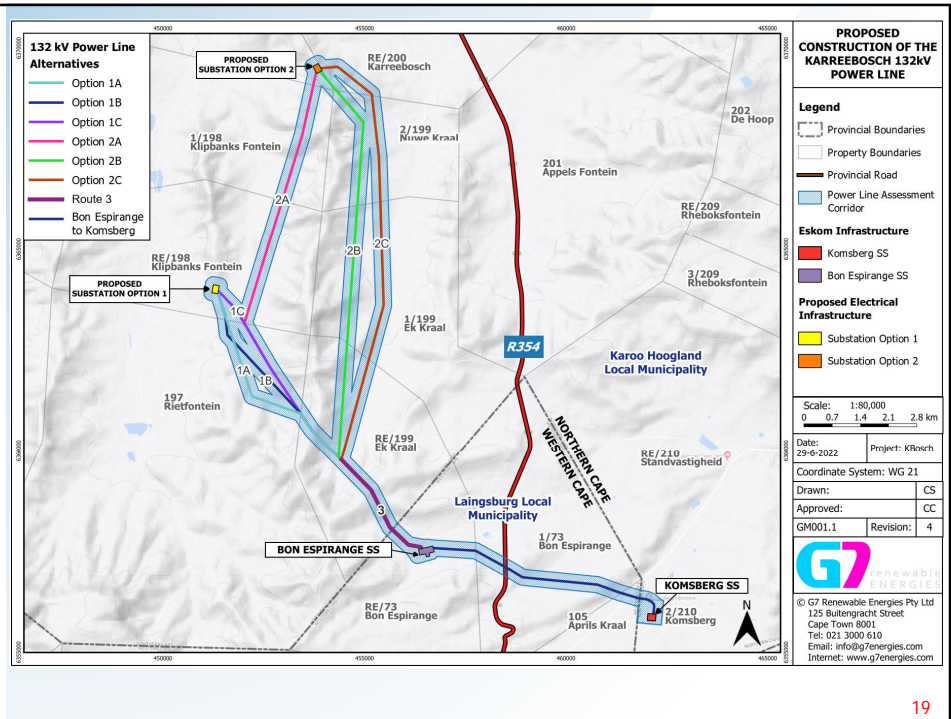 450000
455000
460000
465000
6370000
6370000
6365000
6365000
6360000
6360000
6355000
6355000
132 kV Power Line
Alternatives
Option 1A
Option 1B
Option 1C
Option 2A
Option 2B
Option 2C
Route 3
Bon Espirange
to Komsberg
PROPOSED
SUBSTATION OPTION 2
RE/200
Karreebosch
202
De Hoop
1/198
Klipbanks Fontein
2/199
Nuwe Kraal
201
Appels Fontein
2A
RE/209
Rheboksfontein
2B
2C
RE/198
Klipbanks Fontein
3/209
Rheboksfontein
PROPOSED
SUBSTATION OPTION 1
1C
1/199
Ek Kraal
R354
Karoo Hoogland
Local Municipality
1A
1B
197
Rietfontein
NORTHERN CAPE
WESTERN CAPE
RE/199
Ek Kraal
RE/210
Standvastigheid
3
Laingsburg Local
Municipality
BON ESPIRANGE SS
1/73
Bon Espirange
KOMSBERG SS
RE/73
Bon Espirange
105
Aprils Kraal
2/210
Komsberg
N
450000
455000
460000
465000
PROPOSED
CONSTRUCTION OF THE
KARREEBOSCH 132kV
POWER LINE
Legend
Provincial Boundaries
Property Boundaries
Provincial Road
Power Line Assessment
Corridor
Eskom Infrastructure
Komsberg SS
Bon Espirange SS
Proposed Electrical
Infrastructure
Substation Option 1
Substation Option 2
Scale: 1:80,000
0 0.7 1.4 2.1 2.8 km
Date:
29-6-2022
Project: KBosch
Coordinate System: WG 21
Drawn: CS
Approved: CC
GM001.1 Revision: 4
G7
renewable
ENERGIES
© G7 Renewable Energies Pty Ltd
125 Buitengracht Street
Cape Town 8001
Tel: 021 3000 610
Email: info@g7energies.com
Internet: www.g7energies.com
19